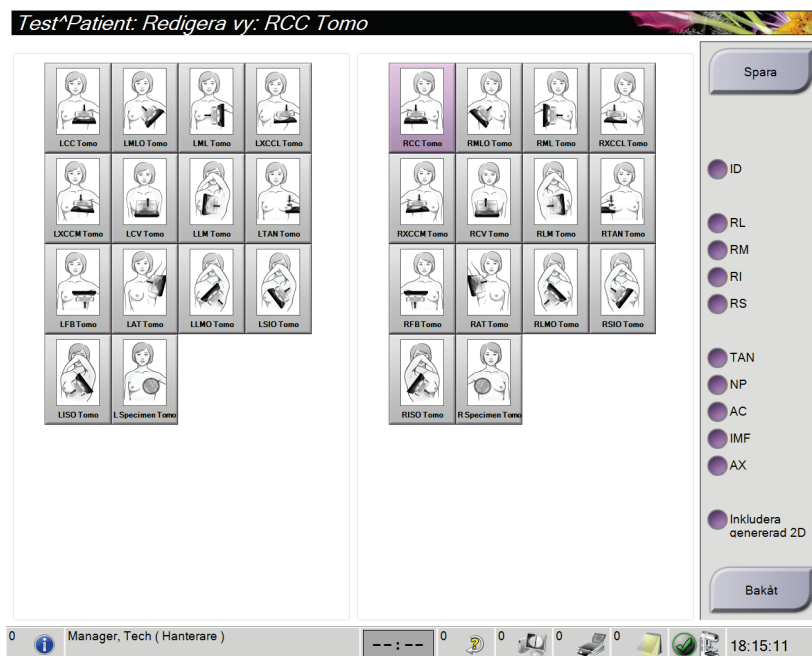 Test^Patient: Redigera vy: RCC Tomo
LCC Tomo LMLO Tomo LML Tomo LXCCL Tomo
LXCCM Tomo LCV Tomo LLM Tomo LTAN Tomo
LFB Tomo LAT Tomo LLMO Tomo LSIO Tomo
LISO Tomo L Specimen Tomo
RCC Tomo RMLO Tomo RML Tomo RXCCL Tomo
RXCCM Tomo RCV Tomo RLM Tomo RTAN Tomo
RFB Tomo RAT Tomo RLMO Tomo RSIO Tomo
RISO Tomo R Specimen Tomo
Spara
ID
RL
RM
RI
RS
TAN
NP
AC
IMF
AX
Inkludera
genererad 2D
Bakåt
0 Manager, Tech ( Hanterare ) --:-- 0 0 0 0 18:15:11